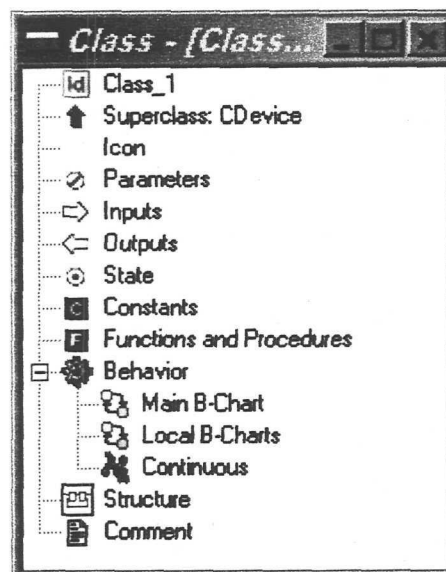 Class - [Class...
Id Class_1
Superclass: CDevice
Icon
Parameters
Inputs
Outputs
State
C Constants
F Functions and Procedures
Behavior
Main B-Chart
Local B-Charts
Continuous
Structure
Comment